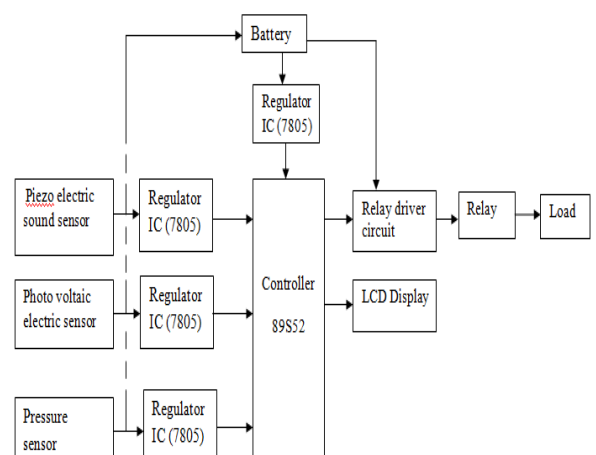 Battery
Regulator
IC (7805)
Piezo electric
sound sensor
Regulator
IC (7805)
Relay driver
circuit
Relay
Load
Photo voltaic
electric sensor
Regulator
IC (7805)
Controller
89S52
LCD Display
Pressure
sensor
Regulator
IC (7805)